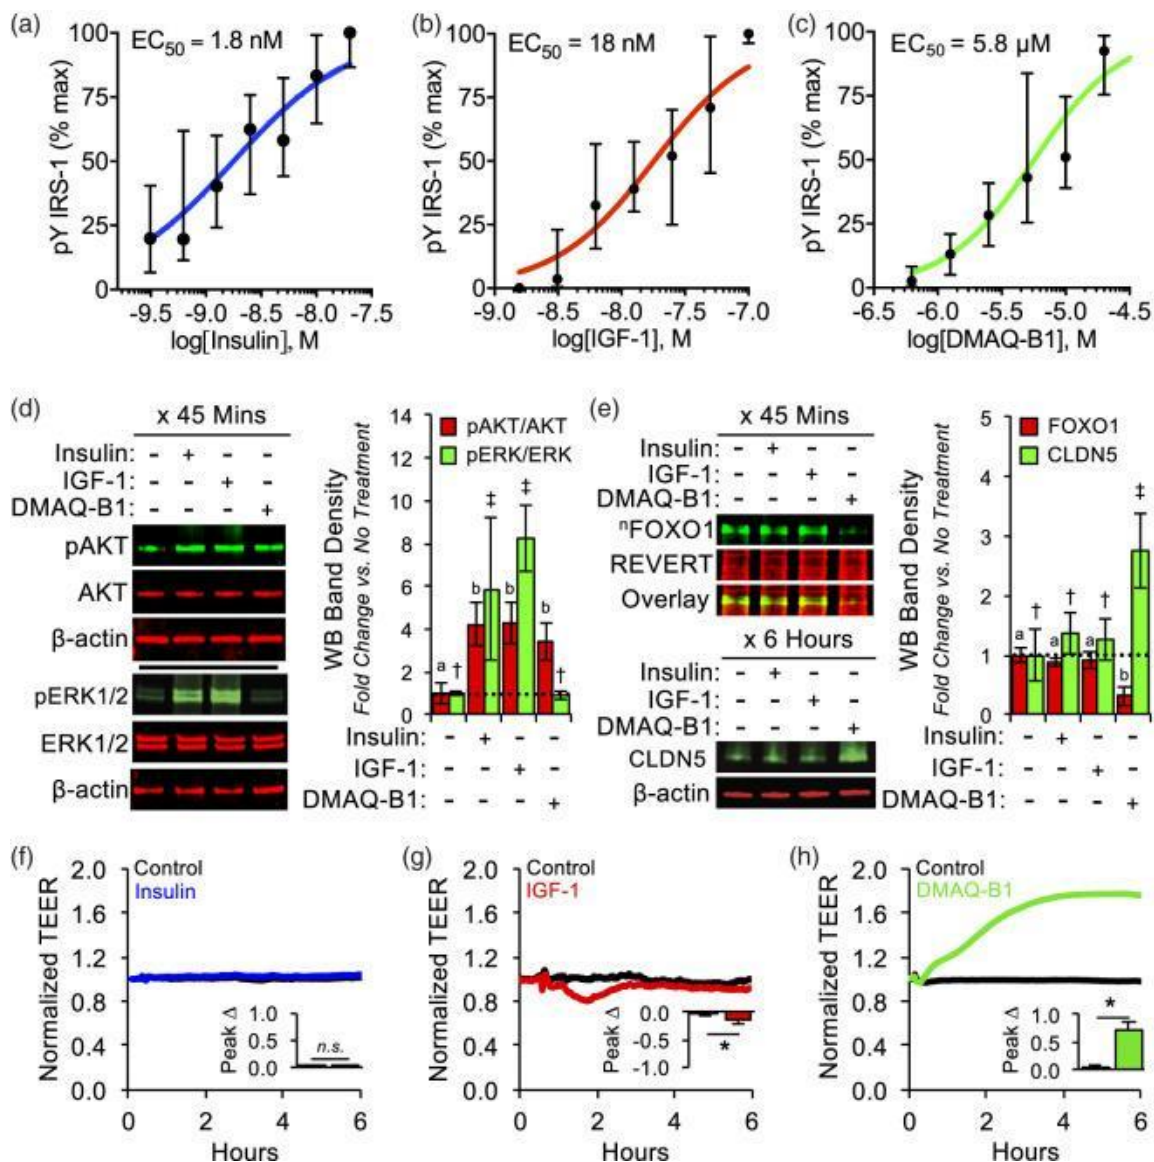 (a)
EC50 = 1.8 nM
pY IRS-1 (% max)
100
75
50
25
0
-9.5 -9.0 -8.5 -8.0 -7.5
log[Insulin], M
(b)
EC50 = 18 nM
pY IRS-1 (% max)
100
75
50
25
0
-9.0 -8.5 -8.0 -7.5 -7.0
log[IGF-1], M
(c)
EC50 = 5.8 µM
pY IRS-1 (% max)
100
75
50
25
0
-6.5 -6.0 -5.5 -5.0 -4.5
log[DMAQ-B1], M
(d)
x 45 Mins
Insulin: - + - -
IGF-1: - - + -
DMAQ-B1: - - - +
pAKT
AKT
β-actin
pERK1/2
ERK1/2
β-actin
WB Band Density
Fold Change vs. No Treatment
14
12
10
8
6
4
2
0
pAKT/AKT
pERK/ERK
a † b ‡ b ‡ b †
Insulin: - + - -
IGF-1: - - + -
DMAQ-B1: - - - +
(e)
x 45 Mins
Insulin: - + - -
IGF-1: - - + -
DMAQ-B1: - - - +
nFOXO1
REVERT
Overlay
x 6 Hours
Insulin: - + - -
IGF-1: - - + -
DMAQ-B1: - - - +
CLDN5
β-actin
WB Band Density
Fold Change vs. No Treatment
5
4
3
2
1
0
FOXO1
CLDN5
a † a † a † b ‡
Insulin: - + - -
IGF-1: - - + -
DMAQ-B1: - - - +
(f)
Control
Insulin
Normalized TEER
2.0
1.6
1.2
0.8
0.4
0
Peak Δ
1.0
0.5
0.0
n.s.
0 2 4 6
Hours
(g)
Control
IGF-1
Normalized TEER
2.0
1.6
1.2
0.8
0.4
0
Peak Δ
0.0
-0.5
-1.0
*
0 2 4 6
Hours
(h)
Control
DMAQ-B1
Normalized TEER
2.0
1.6
1.2
0.8
0.4
0
Peak Δ
1.0
0.5
0.0
*
0 2 4 6
Hours